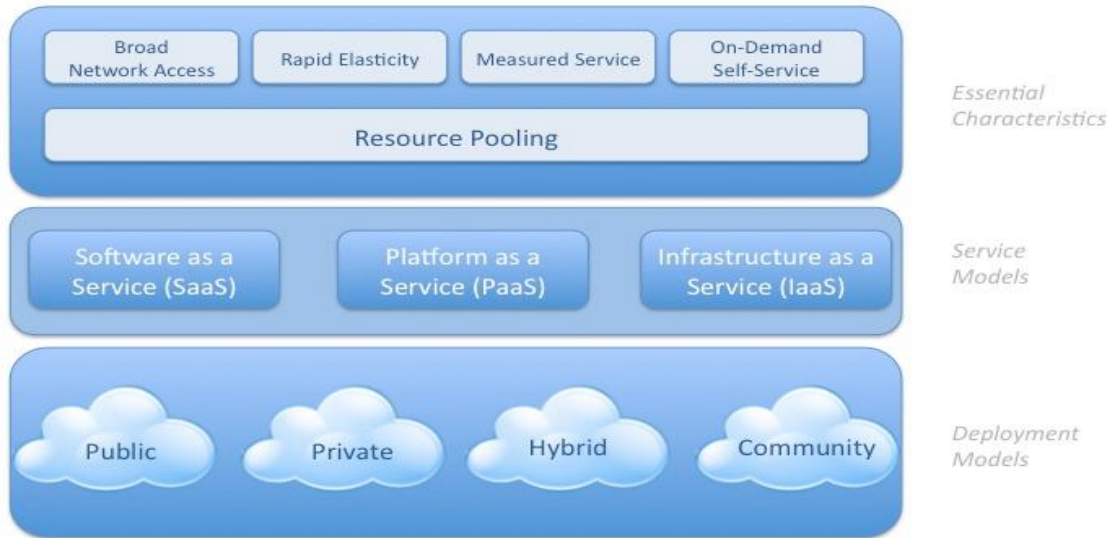 Broad
Network Access
Rapid Elasticity
Measured Service
On-Demand
Self-Service
Resource Pooling
Essential
Characteristics
Software as a
Service (SaaS)
Platform as a
Service (PaaS)
Infrastructure as a
Service (IaaS)
Service
Models
Public
Private
Hybrid
Community
Deployment
Models